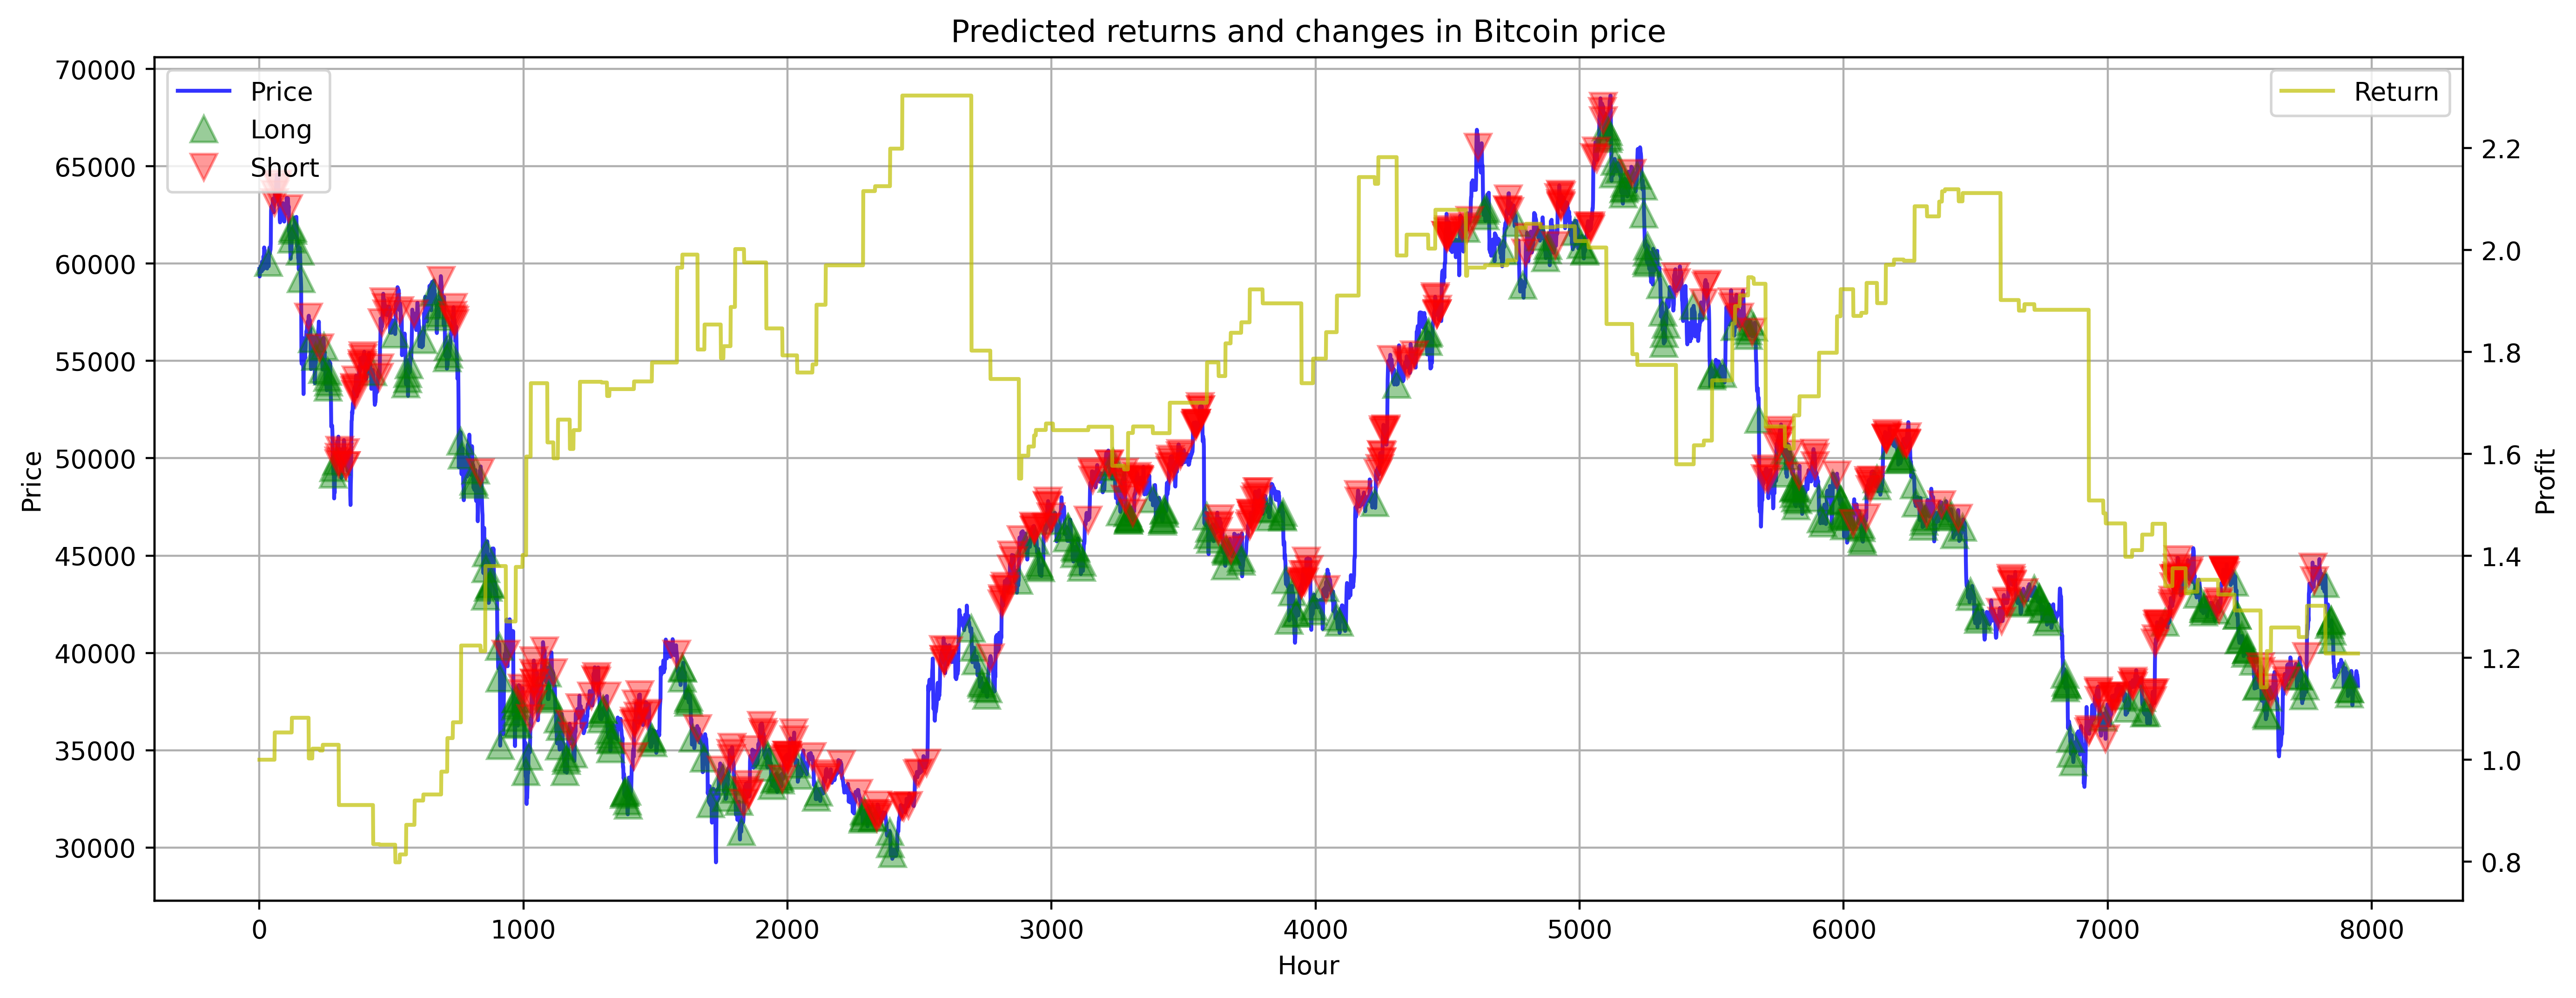 Predicted returns and changes in Bitcoin price
Price
Long
Short
Return
70000
65000
60000
55000
50000
45000
40000
35000
30000
Price
2.2
2.0
1.8
1.6
1.4
1.2
1.0
0.8
Profit
0 1000 2000 3000 4000 5000 6000 7000 8000
Hour